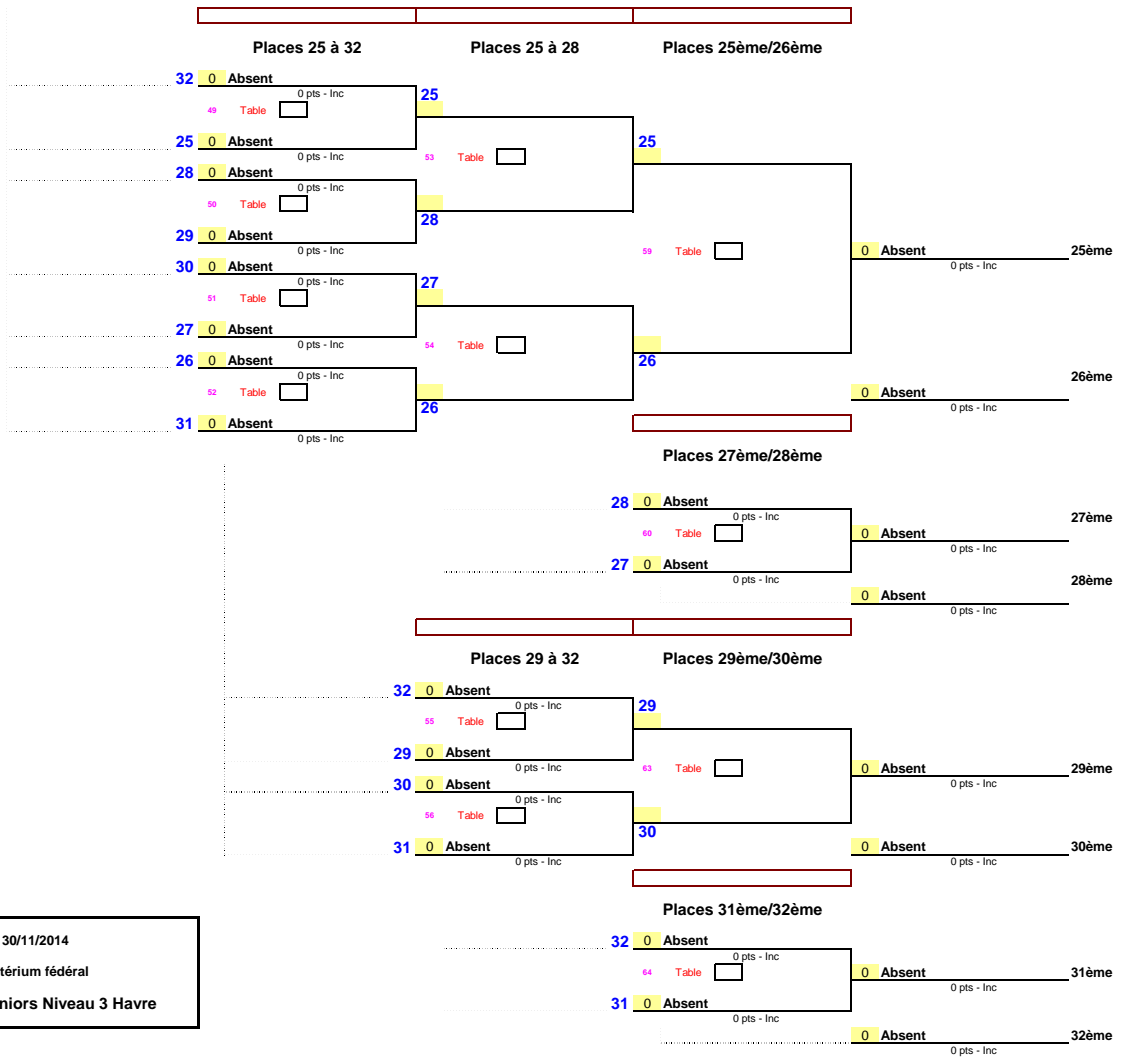 Places 25 à 32 Places 25 à 28 Places 25ème/26ème
32 0 Absent
0 pts - Inc
25
49 Table
25 0 Absent
0 pts - Inc
25
53 Table
28 0 Absent
0 pts - Inc
50 Table
28
29 0 Absent
0 pts - Inc
59 Table
0 Absent 25ème
0 pts - Inc
30 0 Absent
0 pts - Inc
27
51 Table
27 0 Absent
0 pts - Inc
54 Table
26 0 Absent
0 pts - Inc
26
26ème
52 Table
0 Absent
0 pts - Inc
26
31 0 Absent
0 pts - Inc
Places 27ème/28ème
28 0 Absent
0 pts - Inc
27ème
60 Table
0 Absent
0 pts - Inc
27 0 Absent
0 pts - Inc
28ème
0 Absent
0 pts - Inc
Places 29 à 32 Places 29ème/30ème
32 0 Absent
0 pts - Inc
29
55 Table
29 0 Absent
0 pts - Inc
63 Table
0 Absent 29ème
0 pts - Inc
30 0 Absent
0 pts - Inc
56 Table
30
31 0 Absent
0 pts - Inc
0 Absent 30ème
0 pts - Inc
Places 31ème/32ème
32 0 Absent
0 pts - Inc
64 Table
0 Absent 31ème
0 pts - Inc
31 0 Absent
0 pts - Inc
0 Absent 32ème
0 pts - Inc
30/11/2014
térium fédéral
niors Niveau 3 Havre